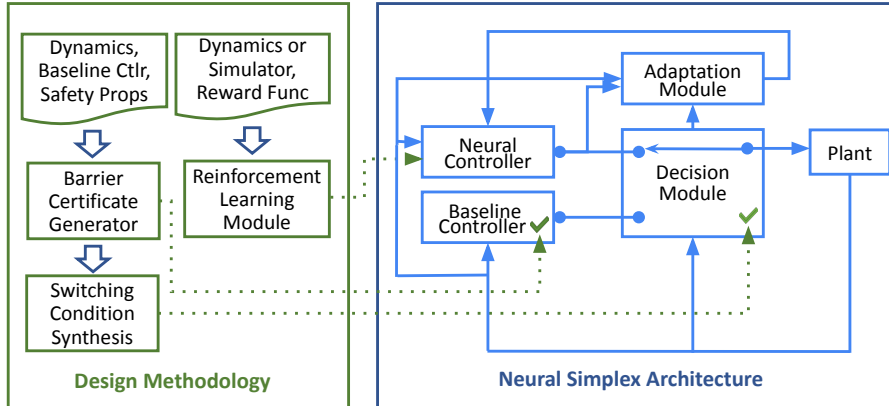 Dynamics,
Baseline Ctlr,
Safety Props
Dynamics or
Simulator,
Reward Func
Barrier
Certificate
Generator
Reinforcement
Learning
Module
Switching
Condition
Synthesis
Design Methodology
Adaptation
Module
Neural
Controller
Decision
Module
Plant
Baseline
Controller
Neural Simplex Architecture